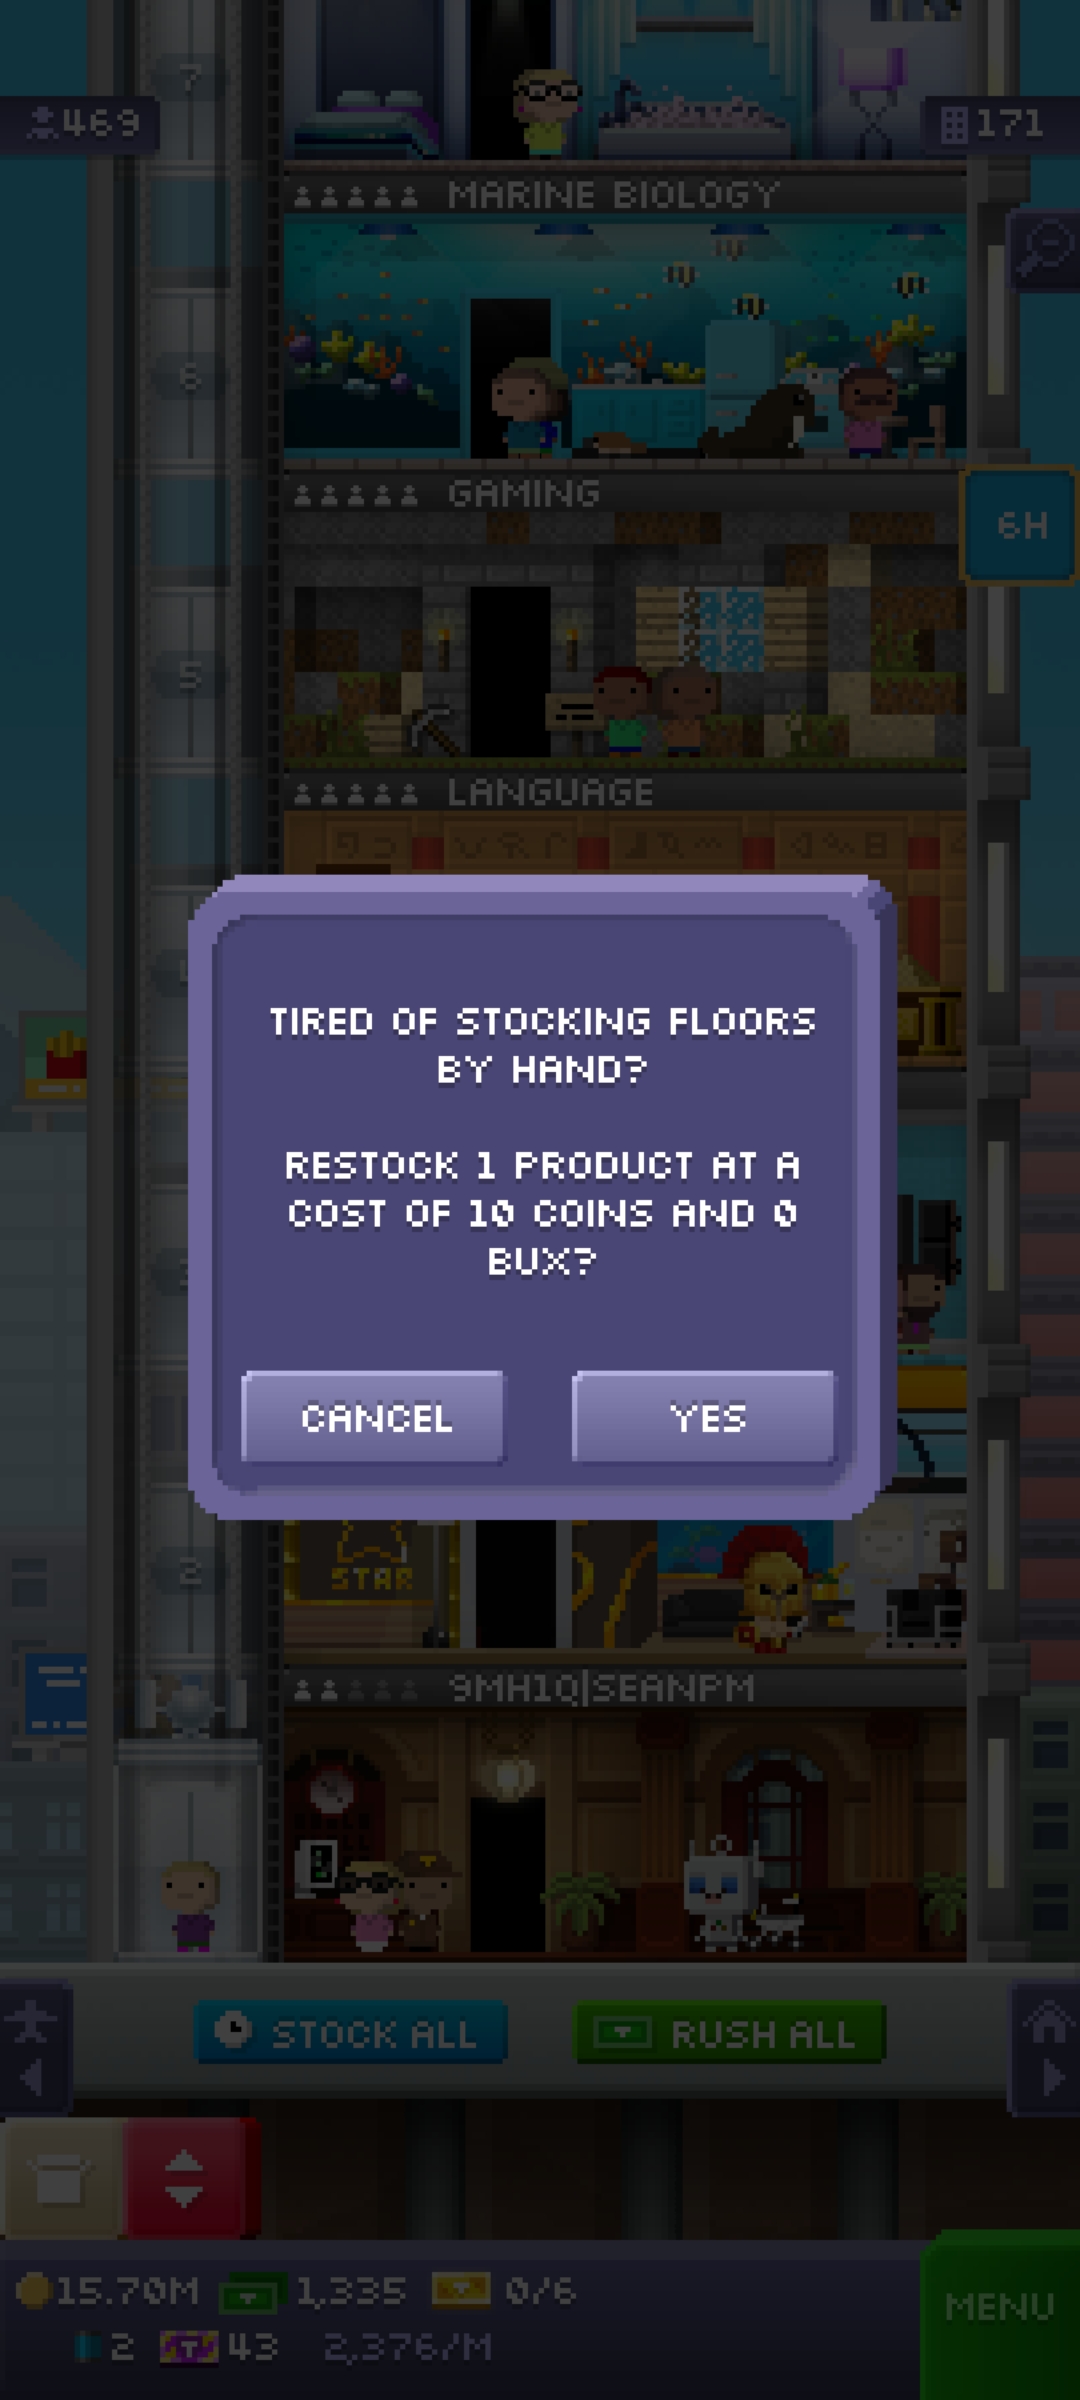 7
469
171
MARINE BIOLOGY
6
GAMING
6H
5
LANGUAGE
TIRED OF STOCKING FLOORS
BY HAND?
RESTOCK 1 PRODUCT AT A
COST OF 10 COINS AND 0
BUX?
CANCEL
YES
2
STAR
9MH1Q|SEANPM
STOCK ALL
RUSH ALL
15.70M
1,335
0/6
MENU
2
43
2,376/M